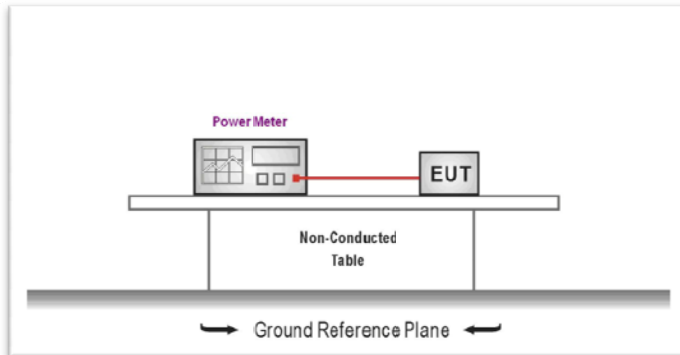 Power Meter
EUT
Non-Conducted
Table
Ground Reference Plane